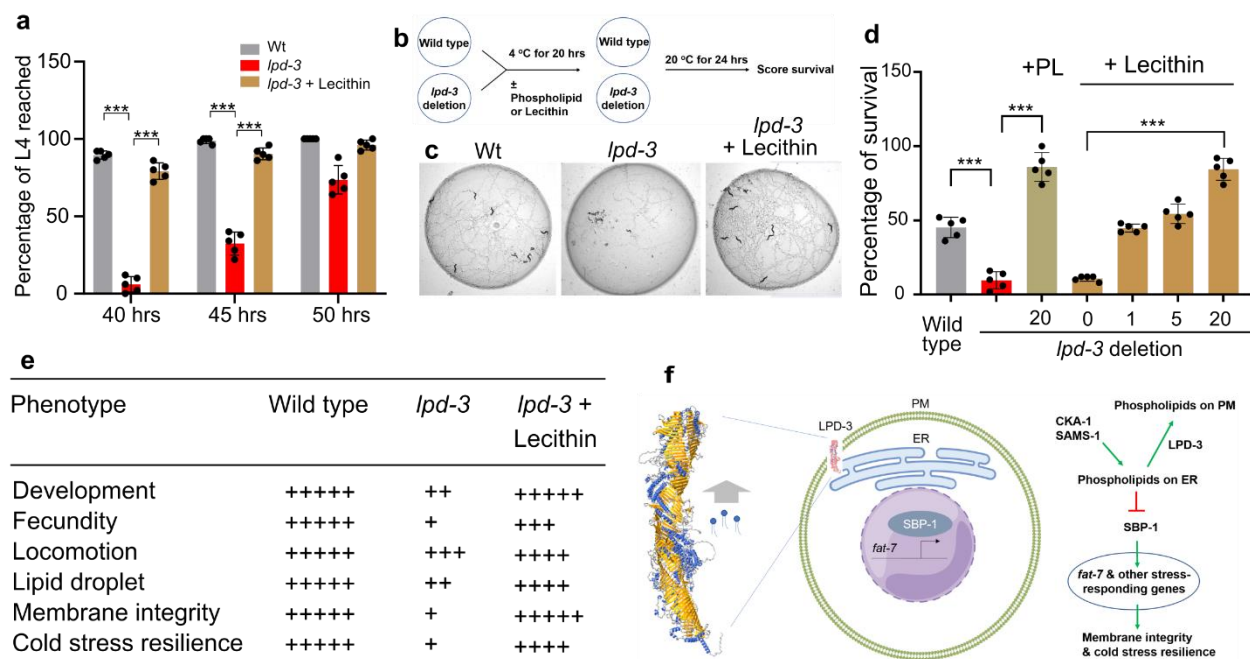 a
Percentage of L4 reached
150
100
50
0
Wt
lpd-3
lpd-3 + Lecithin
***
***
***
***
40 hrs
45 hrs
50 hrs
b
Wild type
lpd-3
deletion
4 ºC for 20 hrs
±
Phospholipid
or Lecithin
Wild type
lpd-3
deletion
20 °C for 24 hrs
Score survival
c
Wt
lpd-3
lpd-3
+ Lecithin
d
Percentage of survival
150
100
50
0
+PL
+ Lecithin
***
***
***
Wild
type
20
0
1
5
20
lpd-3 deletion
e
Phenotype
Wild type
lpd-3
lpd-3 +
Lecithin
Development +++++ ++ +++++
Fecundity +++++ + +++
Locomotion +++++ +++ ++++
Lipid droplet +++++ ++ ++++
Membrane integrity +++++ + +++++
Cold stress resilience +++++ + ++++
f
LPD-3
PM
ER
SBP-1
fat-7
Phospholipids on PM
CKA-1
SAMS-1
LPD-3
Phospholipids on ER
SBP-1
fat-7 & other stress-
responding genes
Membrane integrity
& cold stress resilience